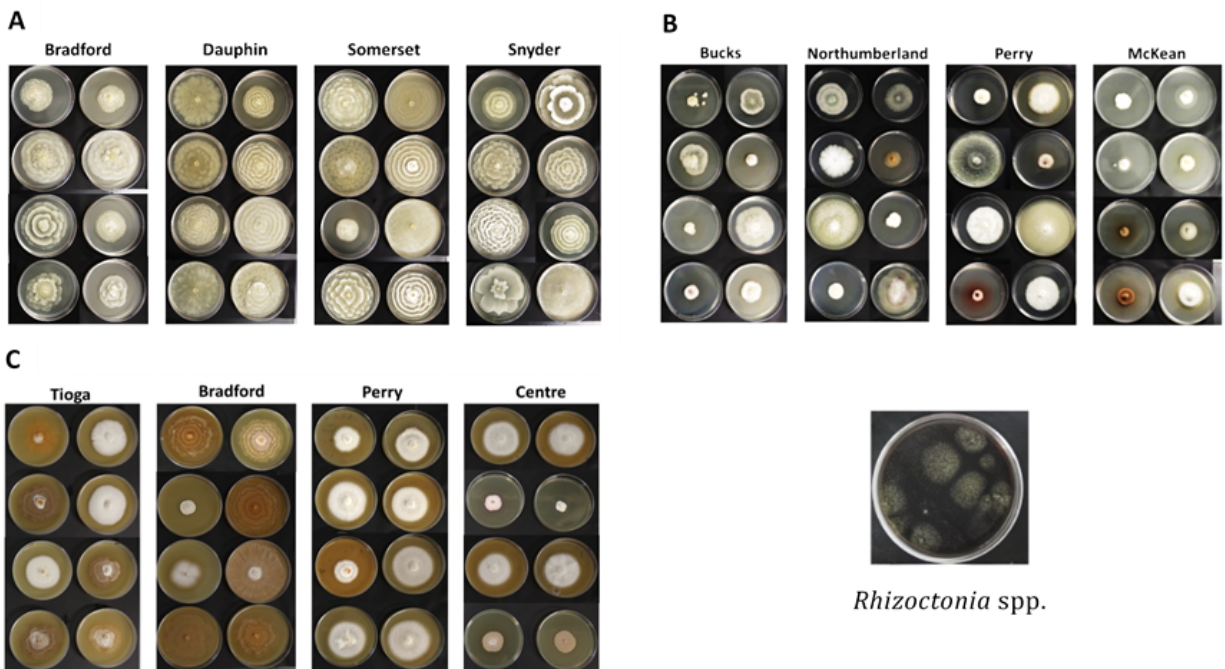 A
Bradford Dauphin Somerset Snyder
B
Bucks Northumberland Perry McKean
C
Tioga Bradford Perry Centre
Rhizoctonia spp.